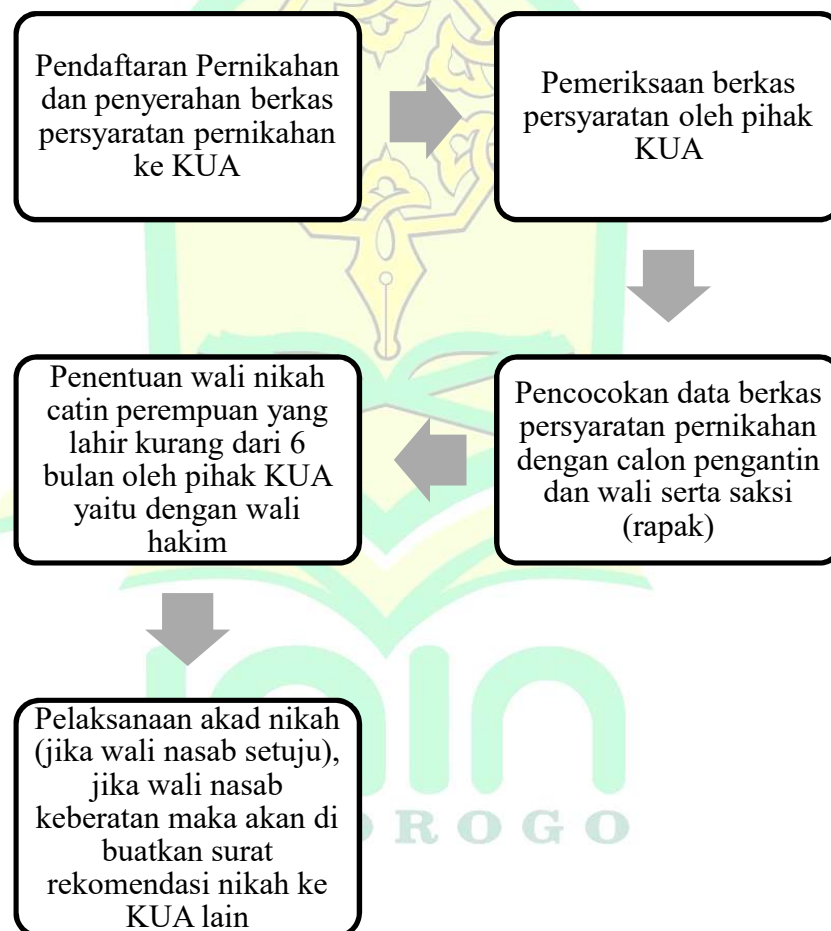 Pendaftaran Pernikahan
dan penyerahan berkas
persyaratan pernikahan
ke KUA
Pemeriksaan berkas
persyaratan oleh pihak
KUA
Pencocokan data berkas
persyaratan pernikahan
dengan calon pengantin
dan wali serta saksi
(rapak)
Penentuan wali nikah
catin perempuan yang
lahir kurang dari 6
bulan oleh pihak KUA
yaitu dengan wali
hakim
Pelaksanaan akad nikah
(jika wali nasab setuju),
jika wali nasab
keberatan maka akan di
buatkan surat
rekomendasi nikah ke
KUA lain
iain
ROGO